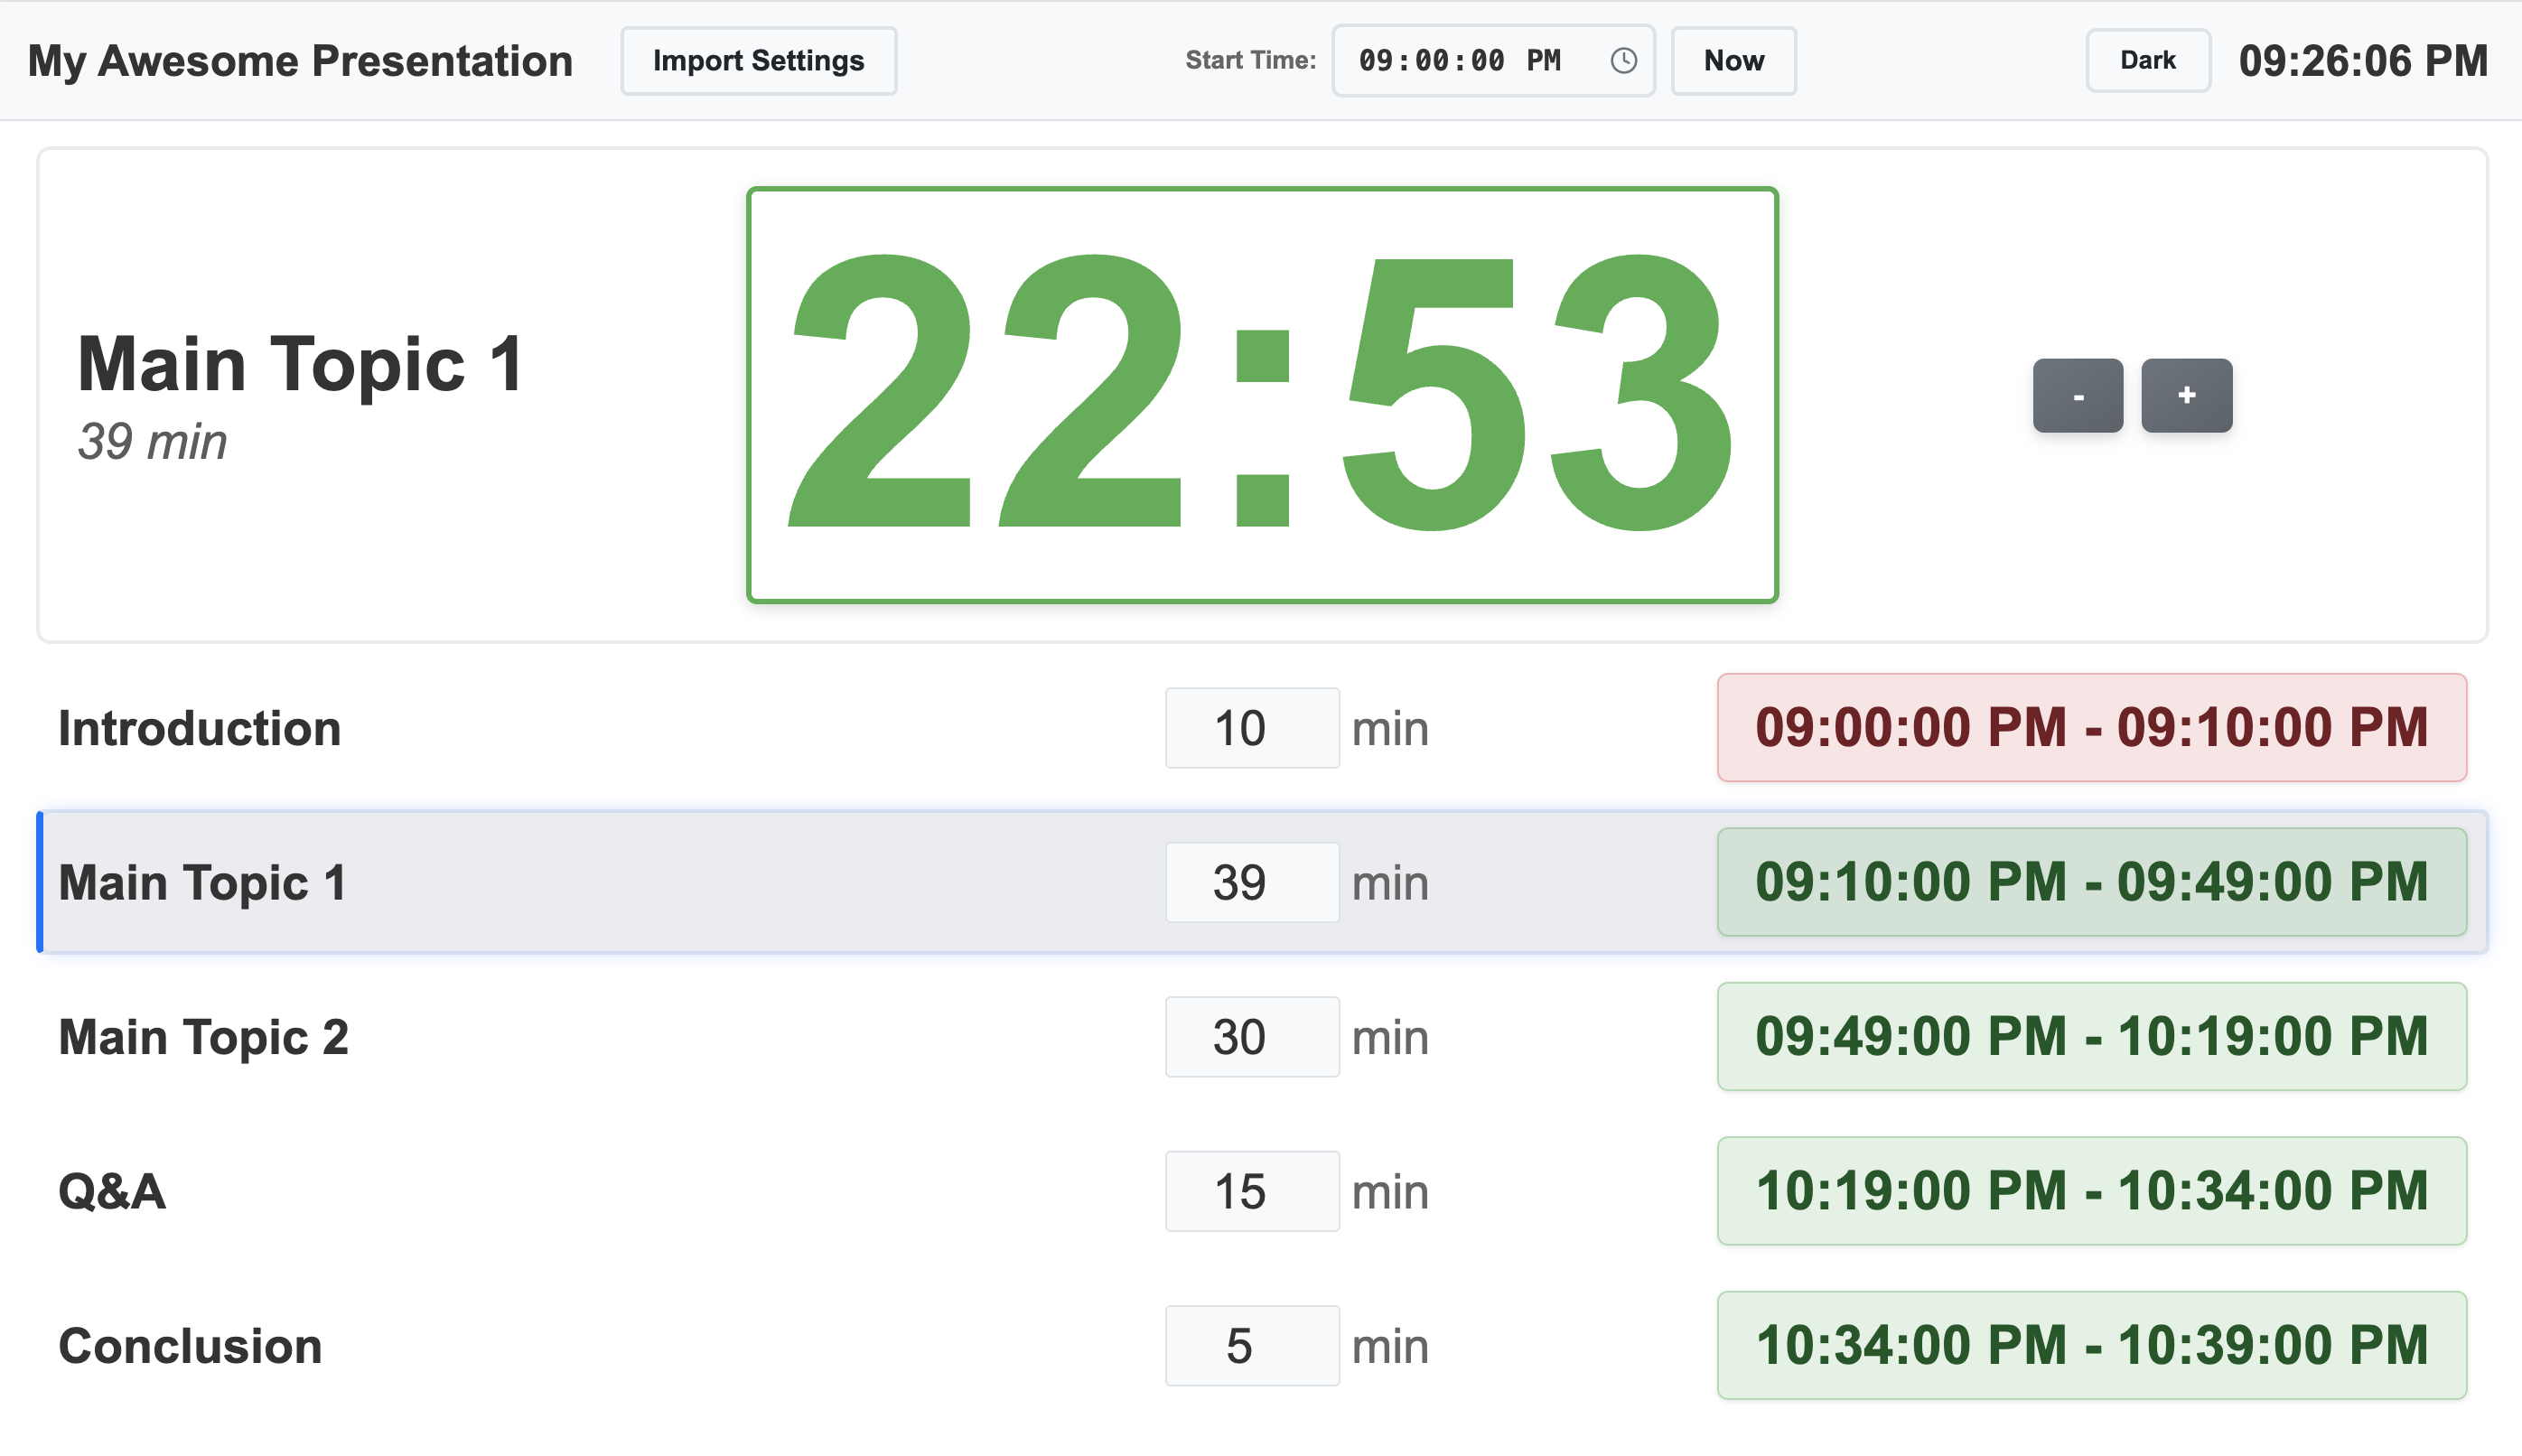 My Awesome Presentation Import Settings Start Time: 09:00:00 PM Now Dark 09:26:06 PM
Main Topic 1
39 min
22:53
- +
Introduction 10 min 09:00:00 PM - 09:10:00 PM
Main Topic 1 39 min 09:10:00 PM - 09:49:00 PM
Main Topic 2 30 min 09:49:00 PM - 10:19:00 PM
Q&A 15 min 10:19:00 PM - 10:34:00 PM
Conclusion 5 min 10:34:00 PM - 10:39:00 PM